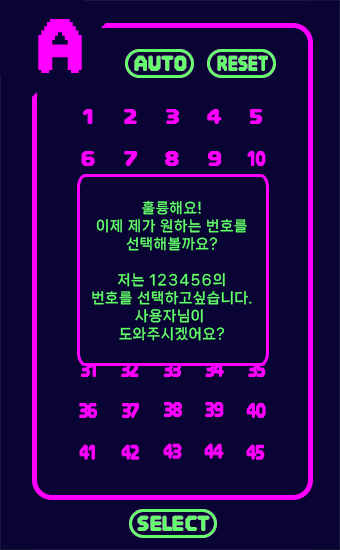 A
AUTO RESET
1 2 3 4 5
6 7 8 9 10
훌륭해요!
이제 제가 원하는 번호를
선택해볼까요?
저는 123456의
번호를 선택하고싶습니다.
사용자님이
도와주시겠어요?
31 32 33 34 35
36 37 38 39 40
41 42 43 44 45
SELECT